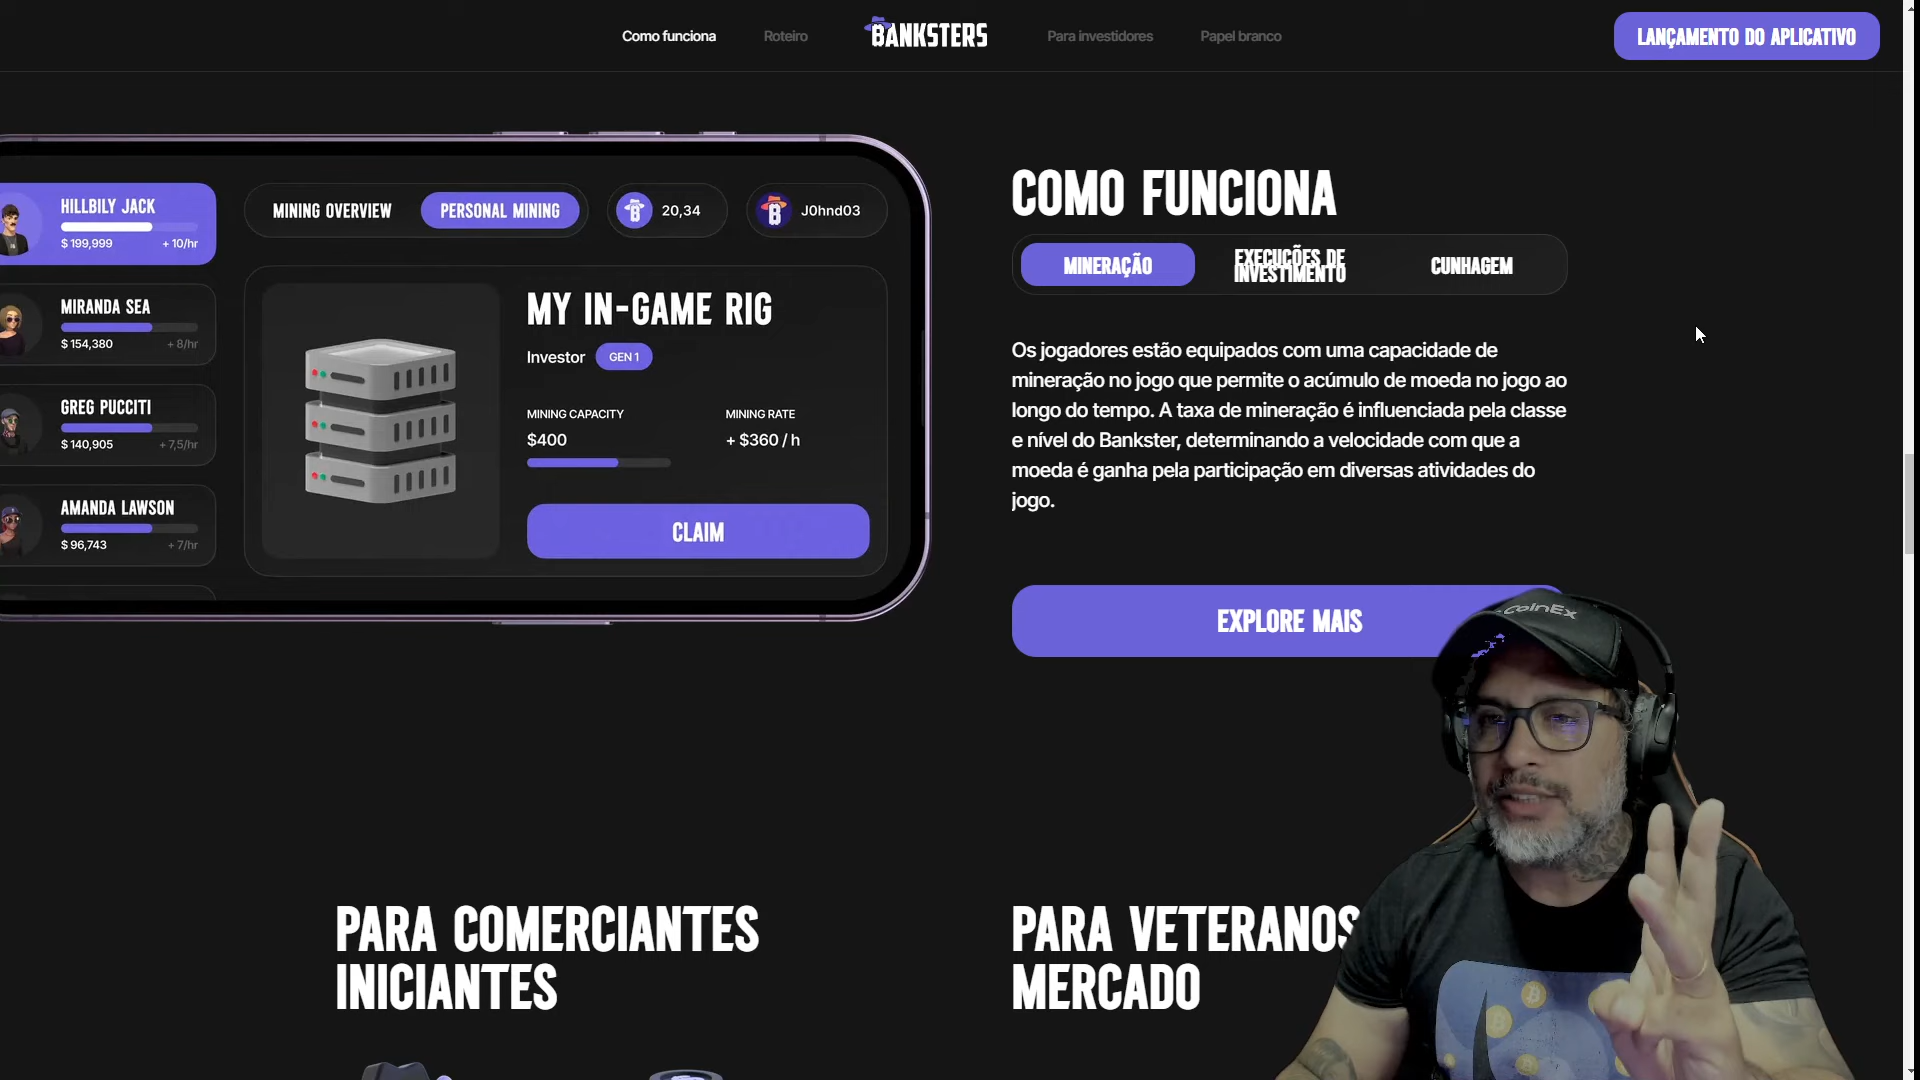 Como funciona
Roteiro
BANKSTERS
Para investidores
Papel branco
LANÇAMENTO DO APLICATIVO
HILLBILY JACK
$ 199,999
+ 10/hr
MIRANDA SEA
$ 154,380
+ 8/hr
GREG PUCCITI
$ 140,905
+ 7,5/hr
AMANDA LAWSON
$ 96,743
+ 7/hr
MINING OVERVIEW
PERSONAL MINING
20,34
J0hnd03
MY IN-GAME RIG
Investor
GEN 1
MINING CAPACITY
$400
MINING RATE
+ $360 / h
CLAIM
COMO FUNCIONA
MINERAÇÃO
EXECUÇÕES DE
INVESTIMENTO
CUNHAGEM
Os jogadores estão equipados com uma capacidade de
mineração no jogo que permite o acúmulo de moeda no jogo ao
longo do tempo. A taxa de mineração é influenciada pela classe
e nível do Bankster, determinando a velocidade com que a
moeda é ganha pela participação em diversas atividades do
jogo.
EXPLORE MAIS
CoinEx
PARA COMERCIANTES
INICIANTES
PARA VETERANOS
MERCADO